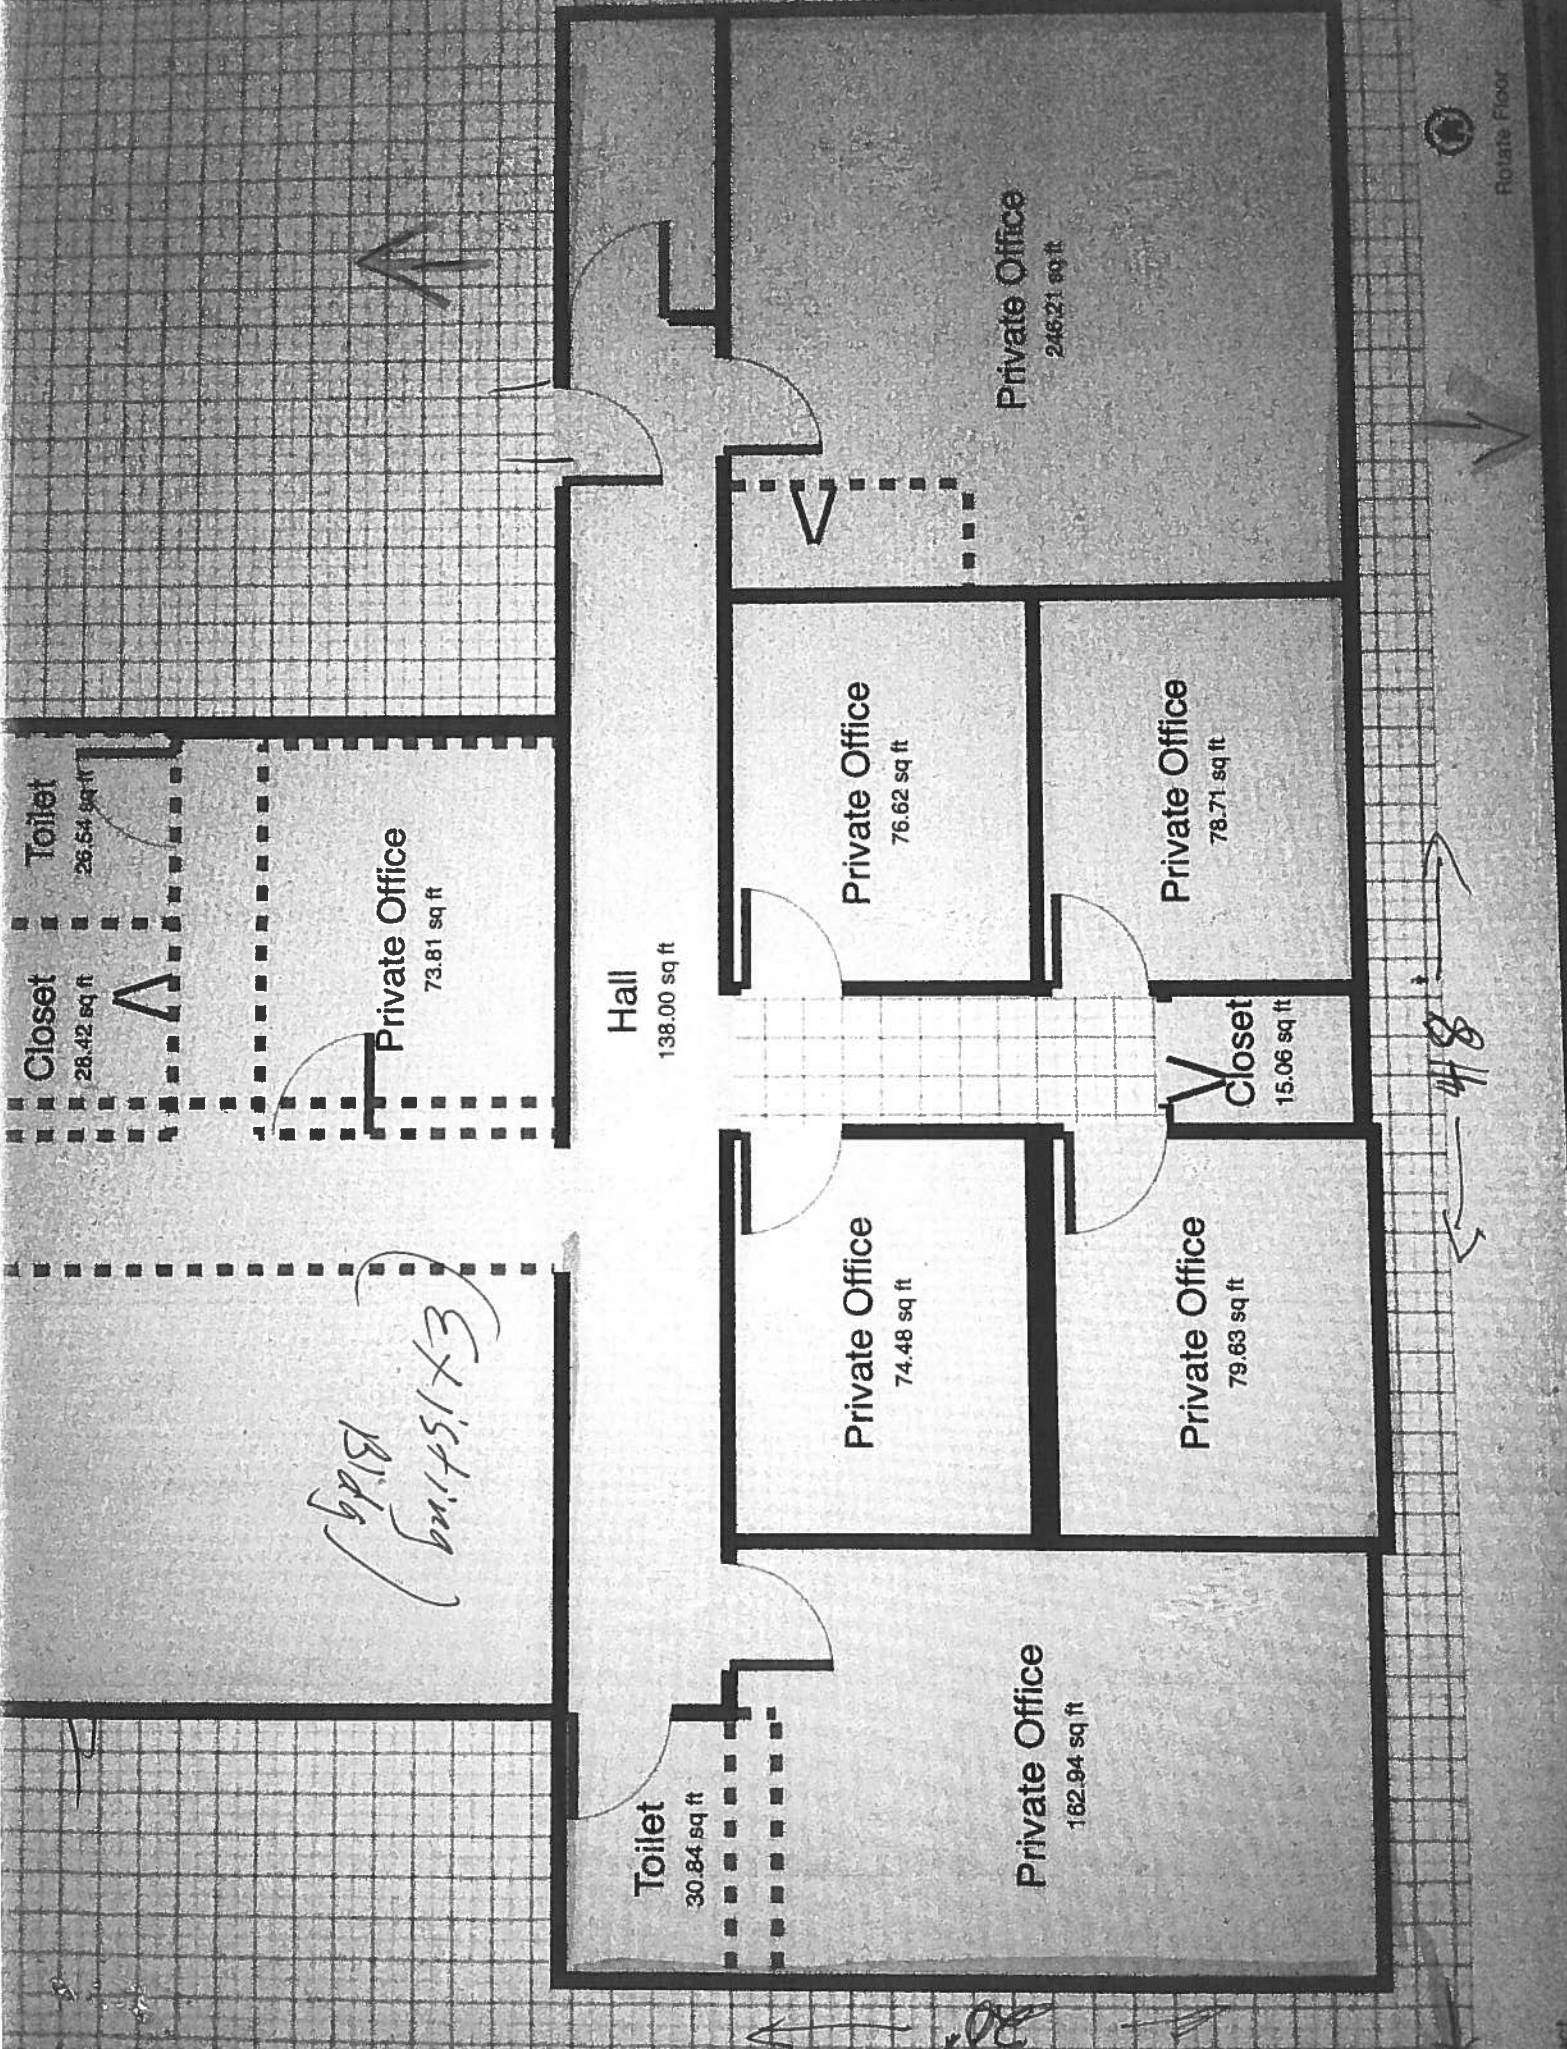 Closet
28.42 sq ft
Toilet
26.54 sq ft
(Existing
Bldg)
Private Office
73.81 sq ft
Toilet
30.84 sq ft
Hall
138.00 sq ft
Private Office
74.48 sq ft
Private Office
76.62 sq ft
Private Office
162.94 sq ft
Private Office
246.21 sq ft
Private Office
79.63 sq ft
Closet
15.06 sq ft
Private Office
78.71 sq ft
Rotate Floor